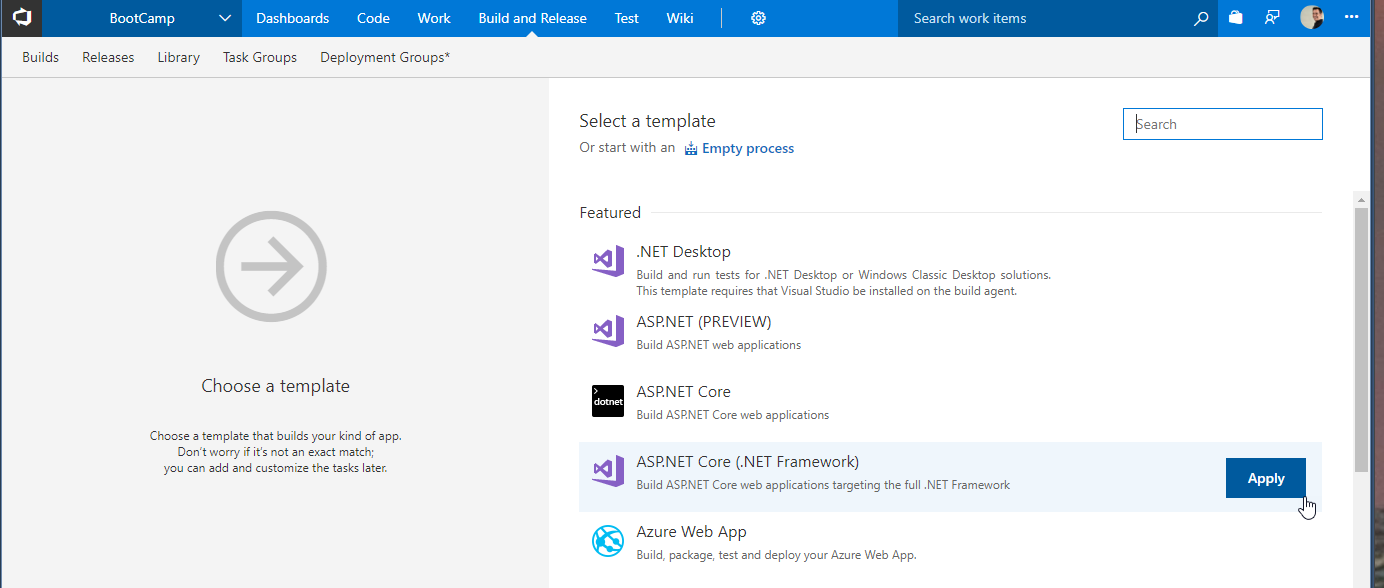 BootCamp Dashboards Code Work Build and Release Test Wiki Search work items
Builds Releases Library Task Groups Deployment Groups*
Choose a template
Choose a template that builds your kind of app.
Don't worry if it's not an exact match;
you can add and customize the tasks later.
Select a template
Search
Or start with an Empty process
Featured
.NET Desktop
Build and run tests for .NET Desktop or Windows Classic Desktop solutions.
This template requires that Visual Studio be installed on the build agent.
ASP.NET (PREVIEW)
Build ASP.NET web applications
dotnet
ASP.NET Core
Build ASP.NET Core web applications
ASP.NET Core (.NET Framework)
Build ASP.NET Core web applications targeting the full .NET Framework
Apply
Azure Web App
Build, package, test and deploy your Azure Web App.